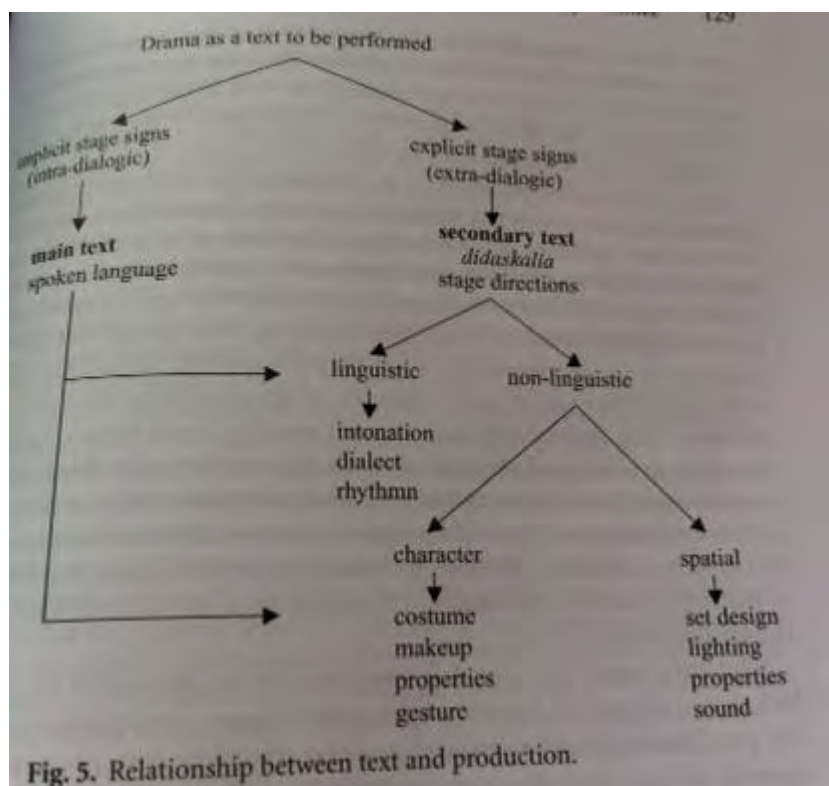 129
Drama as a text to be performed
implicit stage signs
(intra-dialogic)
explicit stage signs
(extra-dialogic)
main text
spoken language
secondary text
didaskalia
stage directions
linguistic
non-linguistic
intonation
dialect
rhythmn
character
spatial
costume
makeup
properties
gesture
set design
lighting
properties
sound
Fig. 5. Relationship between text and production.